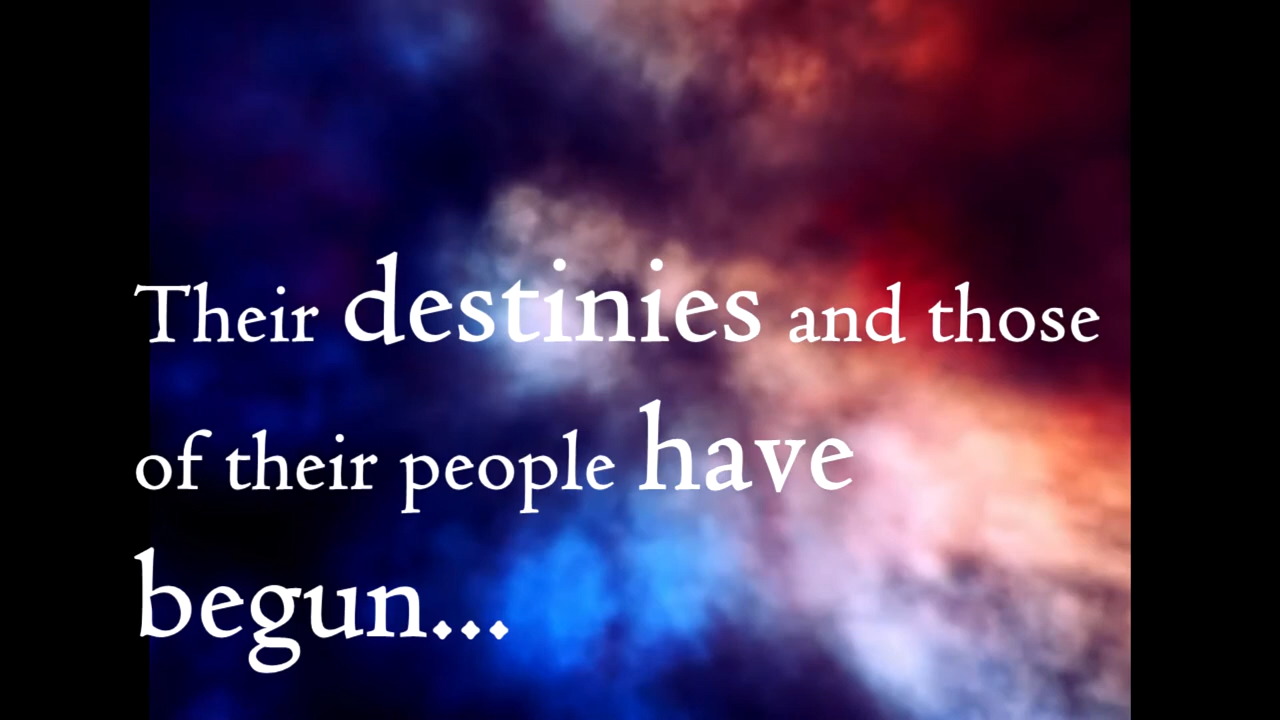 Their destinies and those
of their people have
begun...